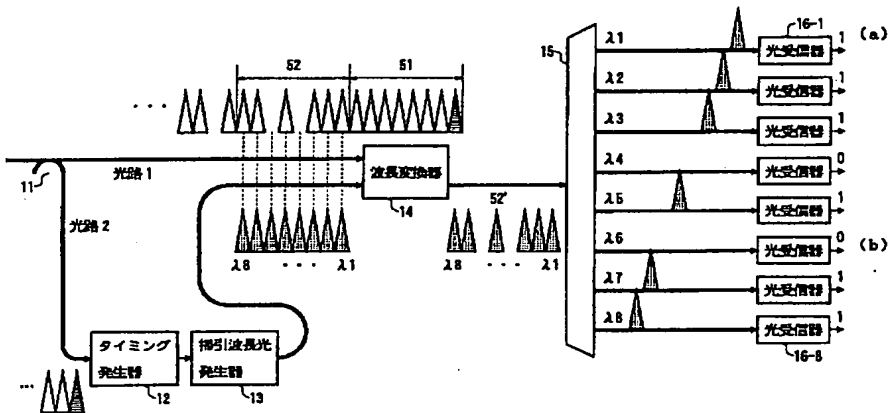 16-1
λ1
光受信器
1
(a)
15
52
51
λ2
光受信器
1
・・・
λ3
光受信器
1
11
光路1
波長変換器
14
λ4
光受信器
0
52'
λ5
光受信器
1
光路2
λ8
・・・
λ1
λ8
・・・
λ1
λ6
光受信器
0
(b)
λ7
光受信器
1
λ8
光受信器
1
16-8
タイミング
発生器
12
掃引波長光
発生器
13
・・・